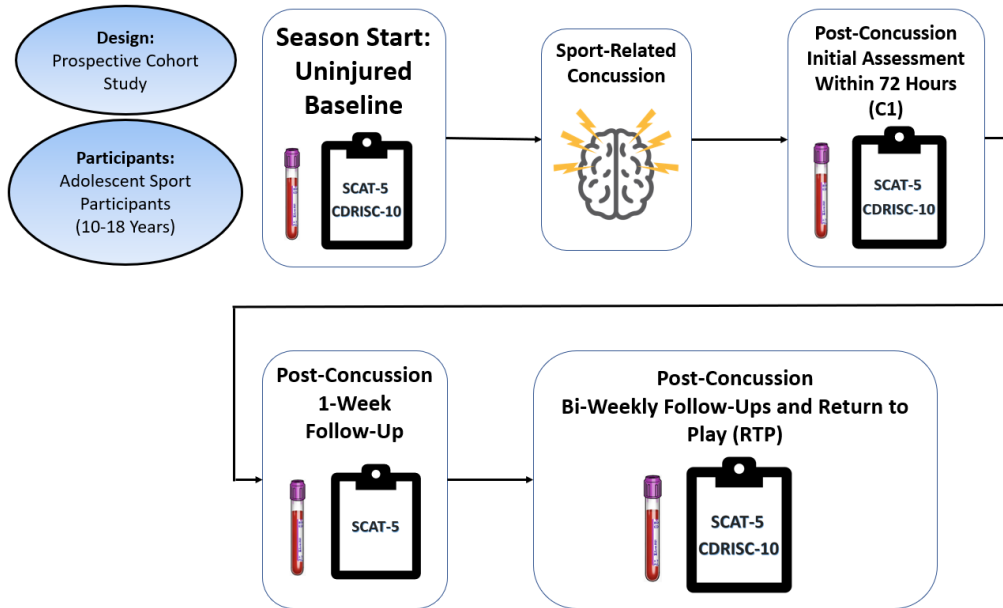 Design:
Prospective Cohort
Study
Participants:
Adolescent Sport
Participants
(10-18 Years)
Season Start:
Uninjured
Baseline
SCAT-5
CDRISC-10
Sport-Related
Concussion
Post-Concussion
Initial Assessment
Within 72 Hours
(C1)
SCAT-5
CDRISC-10
Post-Concussion
1-Week
Follow-Up
SCAT-5
Post-Concussion
Bi-Weekly Follow-Ups and Return to
Play (RTP)
SCAT-5
CDRISC-10